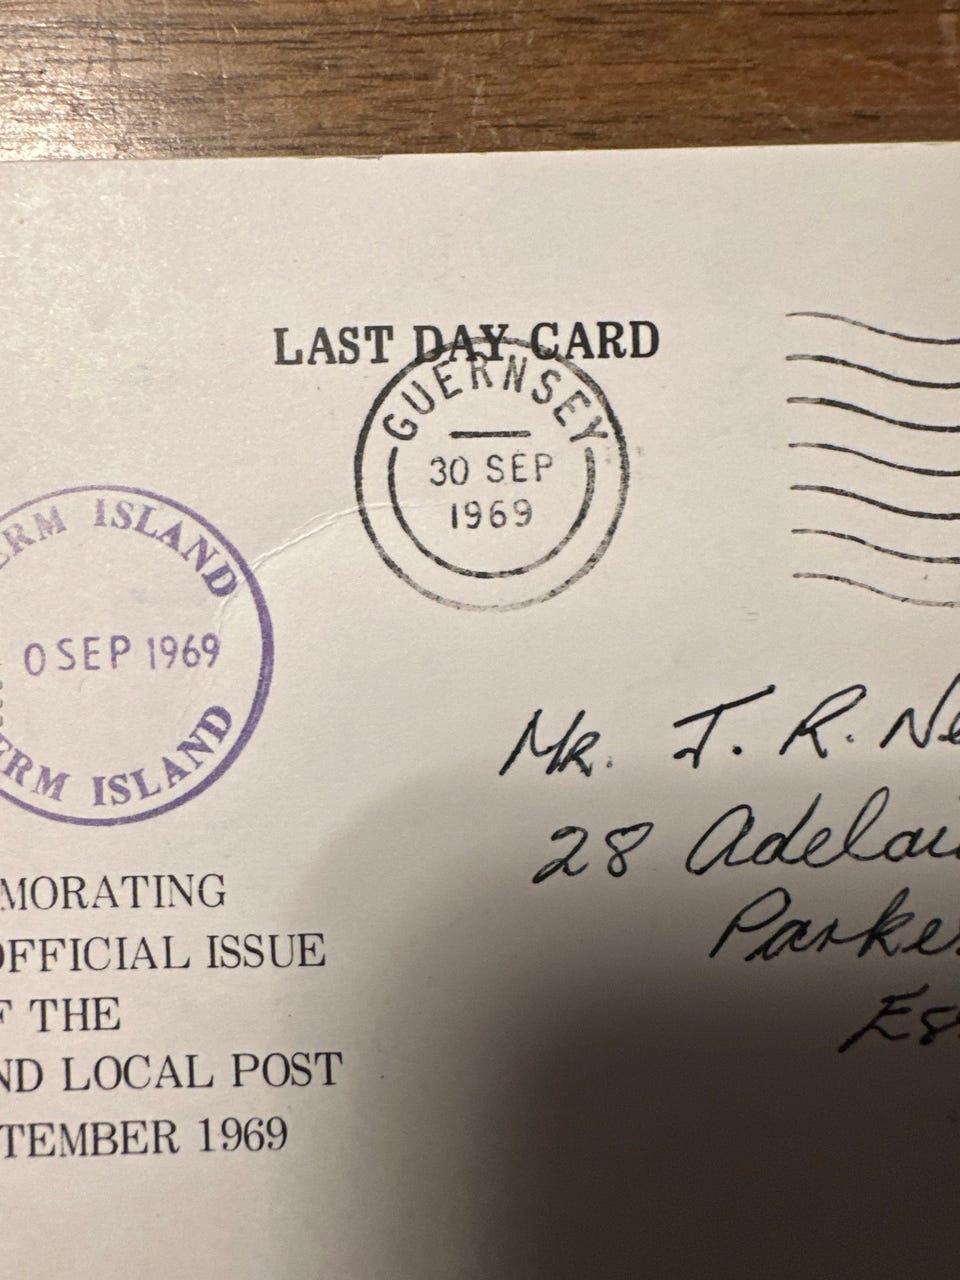 LAST DAY CARD
GUERNSEY
30 SEP
1969
ERM ISLAND
0 SEP 1969
ERM ISLAND
Mr. J. R. Ne
28 Adelai
Parke
Es
MORATING
OFFICIAL ISSUE
F THE
ND LOCAL POST
TEMBER 1969